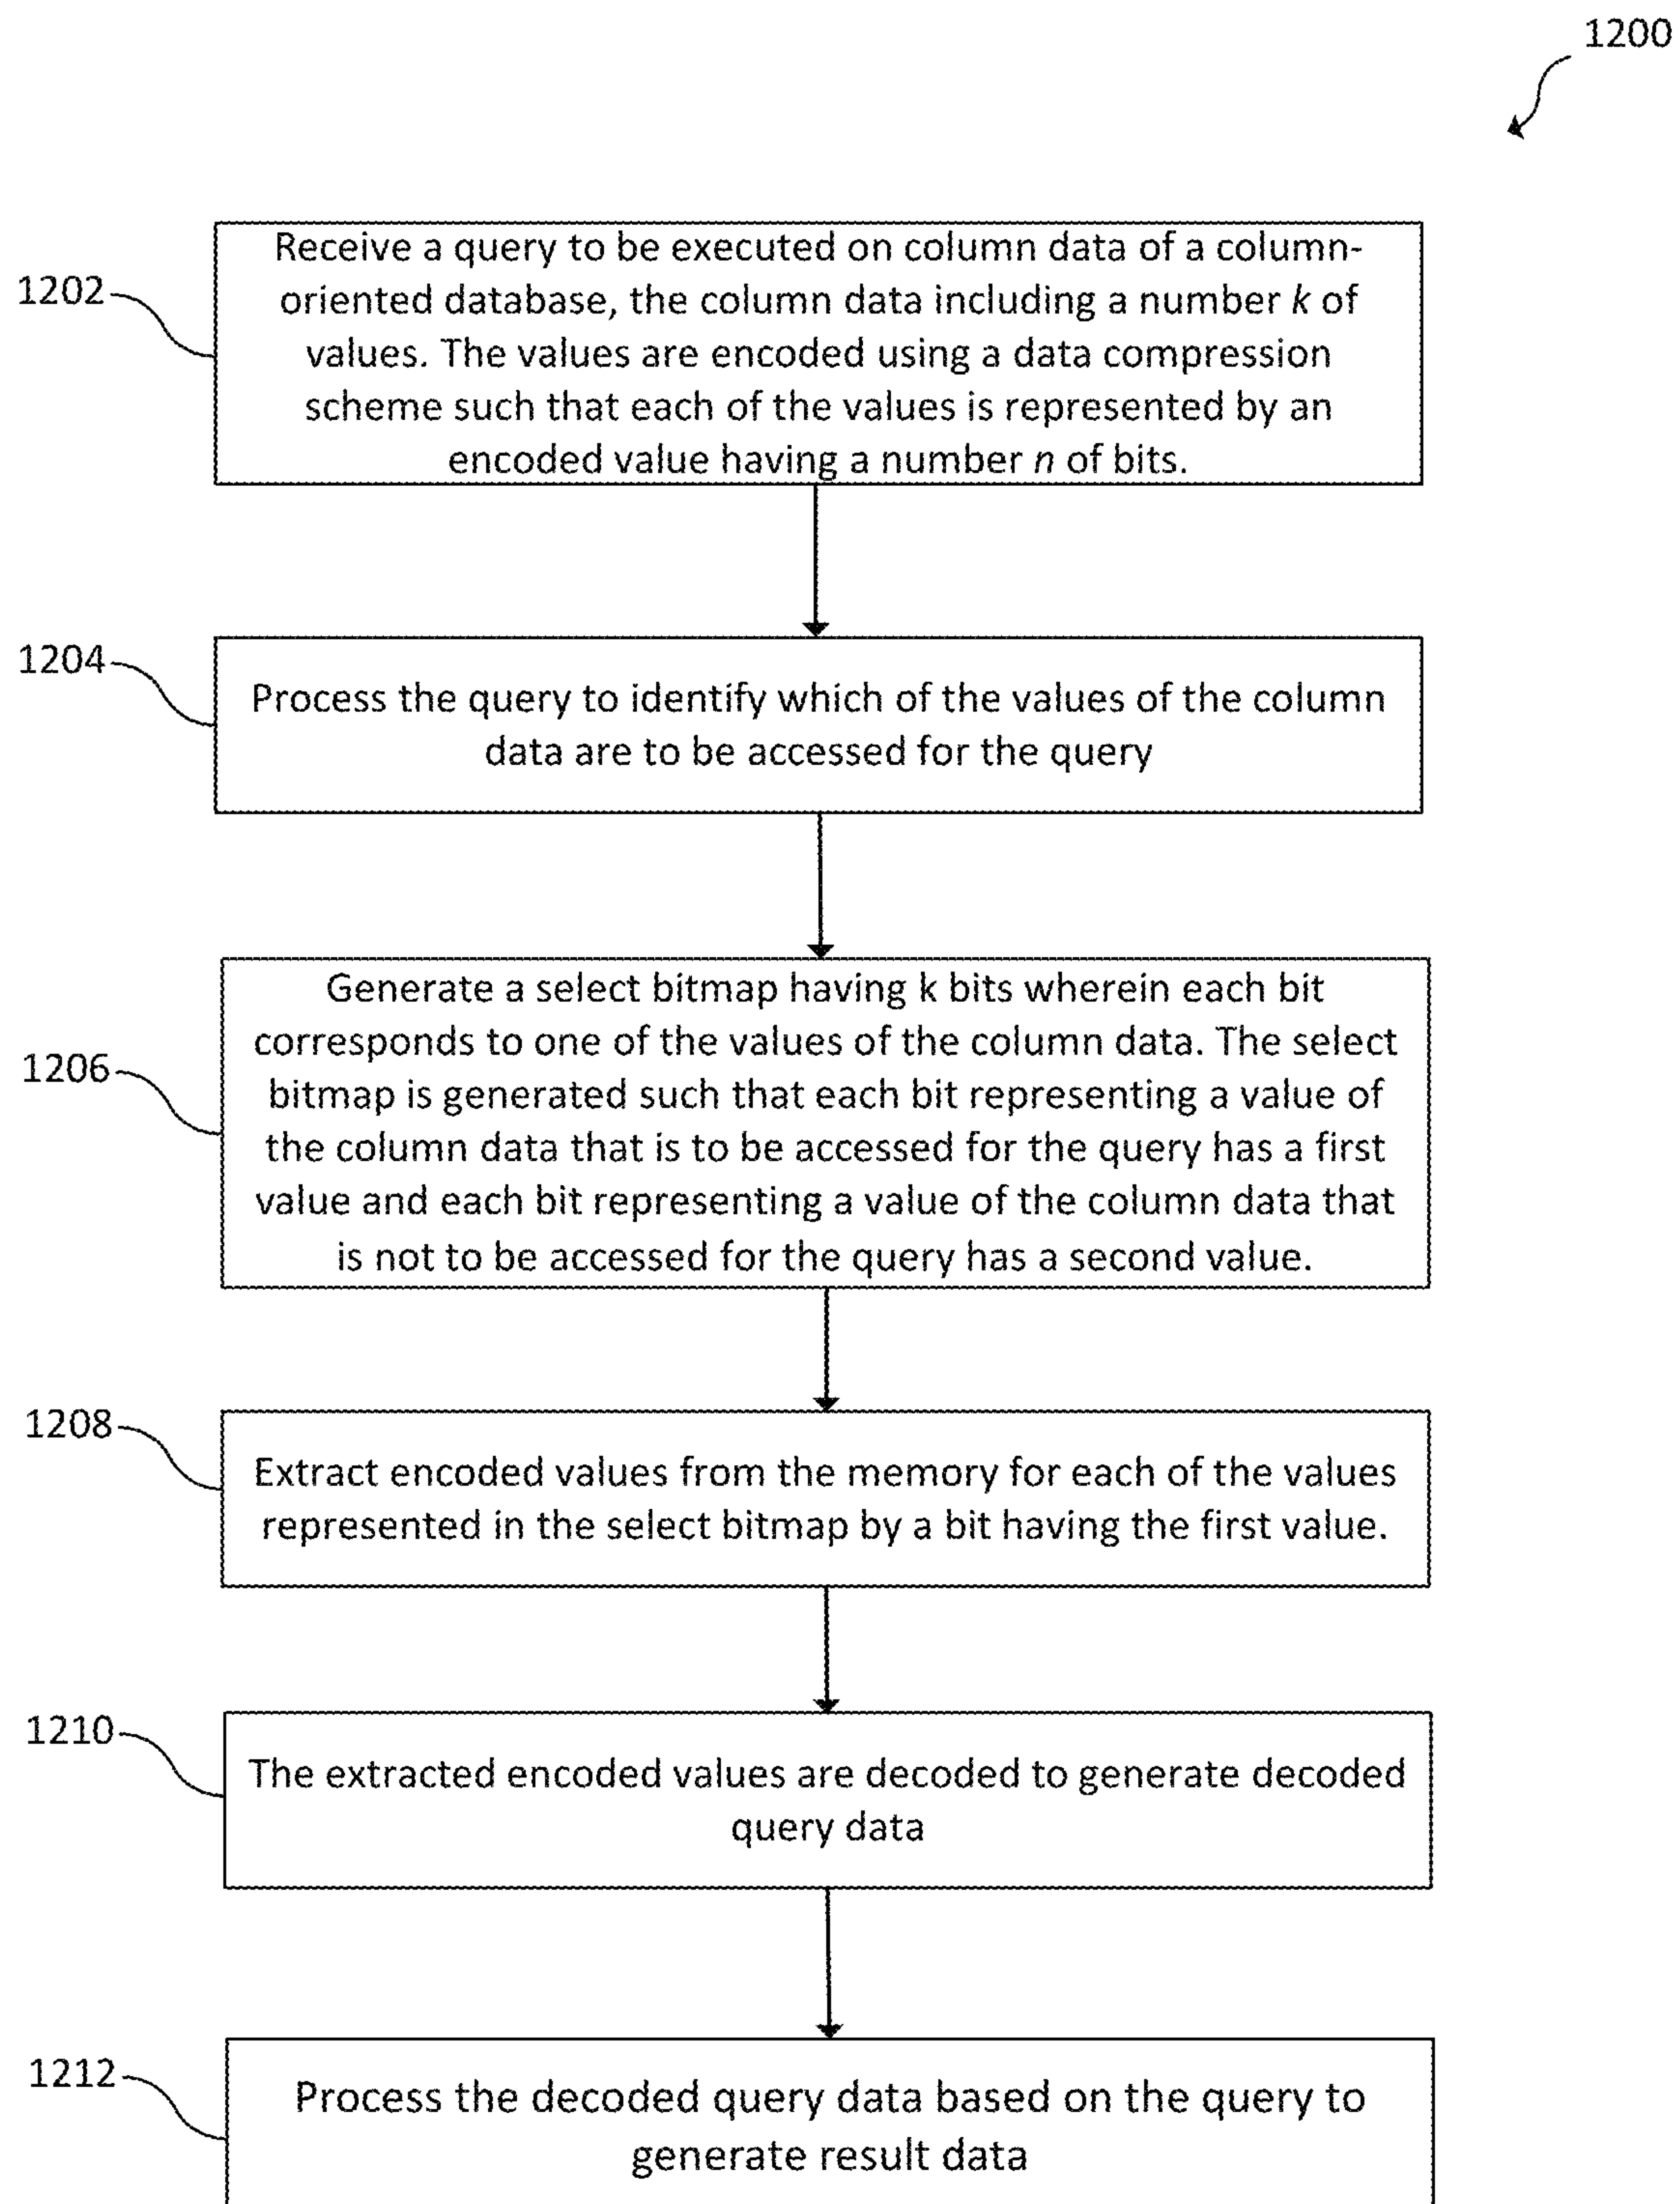 1200
1202
Receive a query to be executed on column data of a column-
oriented database, the column data including a number k of
values. The values are encoded using a data compression
scheme such that each of the values is represented by an
encoded value having a number n of bits.
1204
Process the query to identify which of the values of the column
data are to be accessed for the query
1206
Generate a select bitmap having k bits wherein each bit
corresponds to one of the values of the column data. The select
bitmap is generated such that each bit representing a value of
the column data that is to be accessed for the query has a first
value and each bit representing a value of the column data that
is not to be accessed for the query has a second value.
1208
Extract encoded values from the memory for each of the values
represented in the select bitmap by a bit having the first value.
1210
The extracted encoded values are decoded to generate decoded
query data
1212
Process the decoded query data based on the query to
generate result data